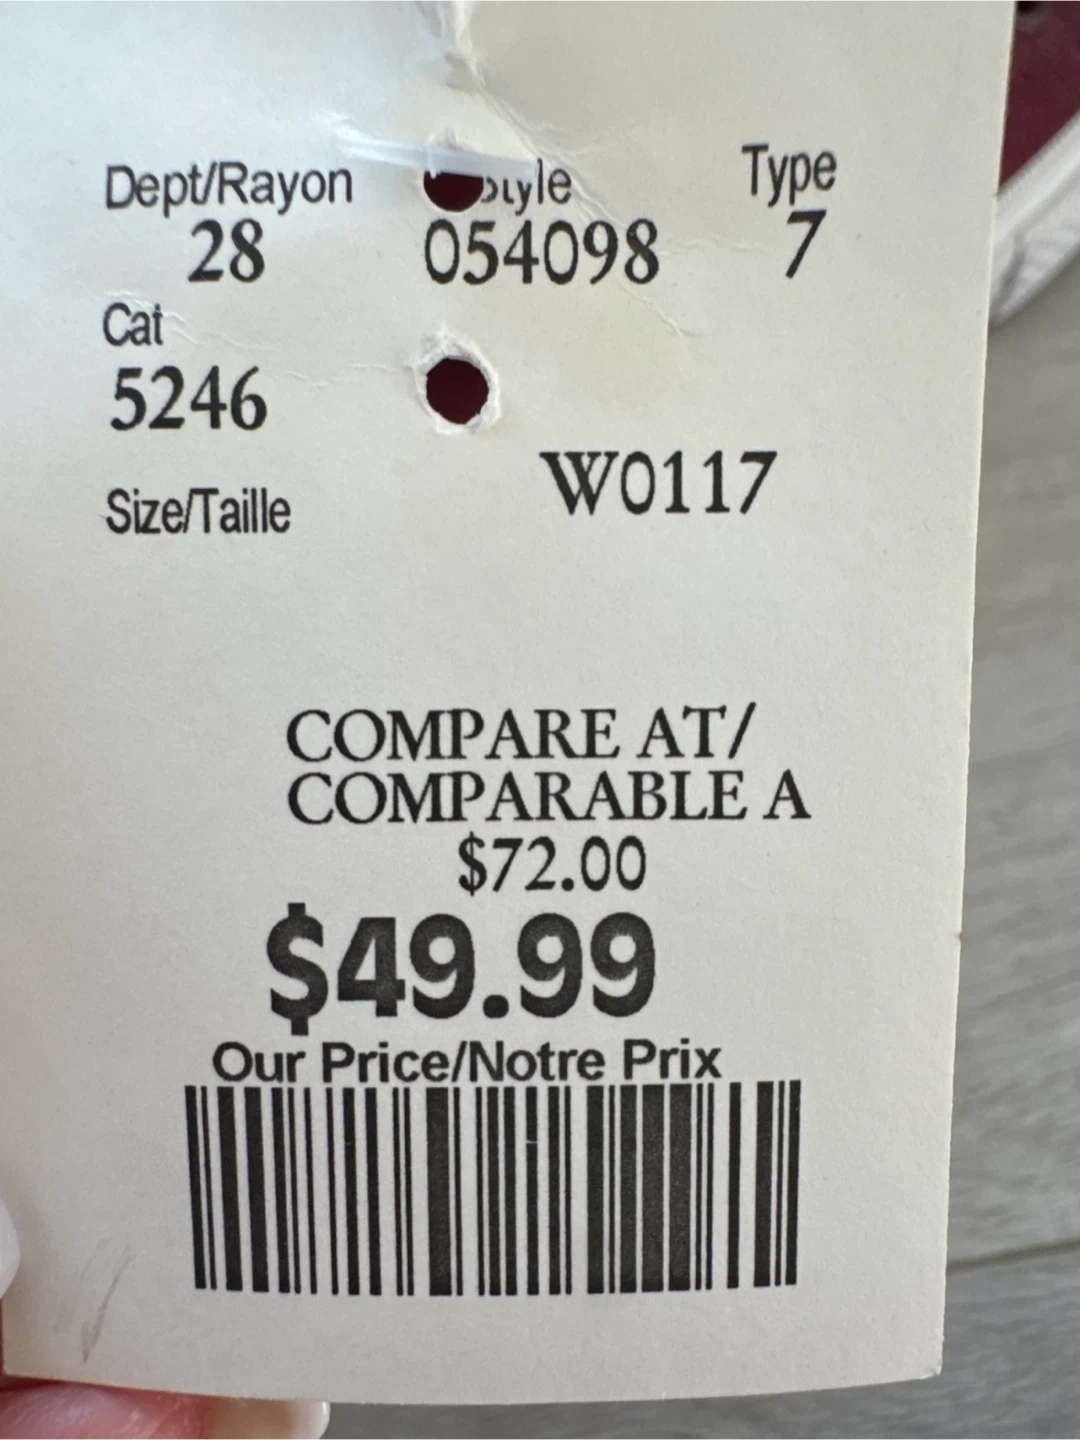 Dept/Rayon Style Type
28 054098 7
Cat
5246
W0117
Size/Taille
COMPARE AT/
COMPARABLE A
$72.00
$49.99
Our Price/Notre Prix